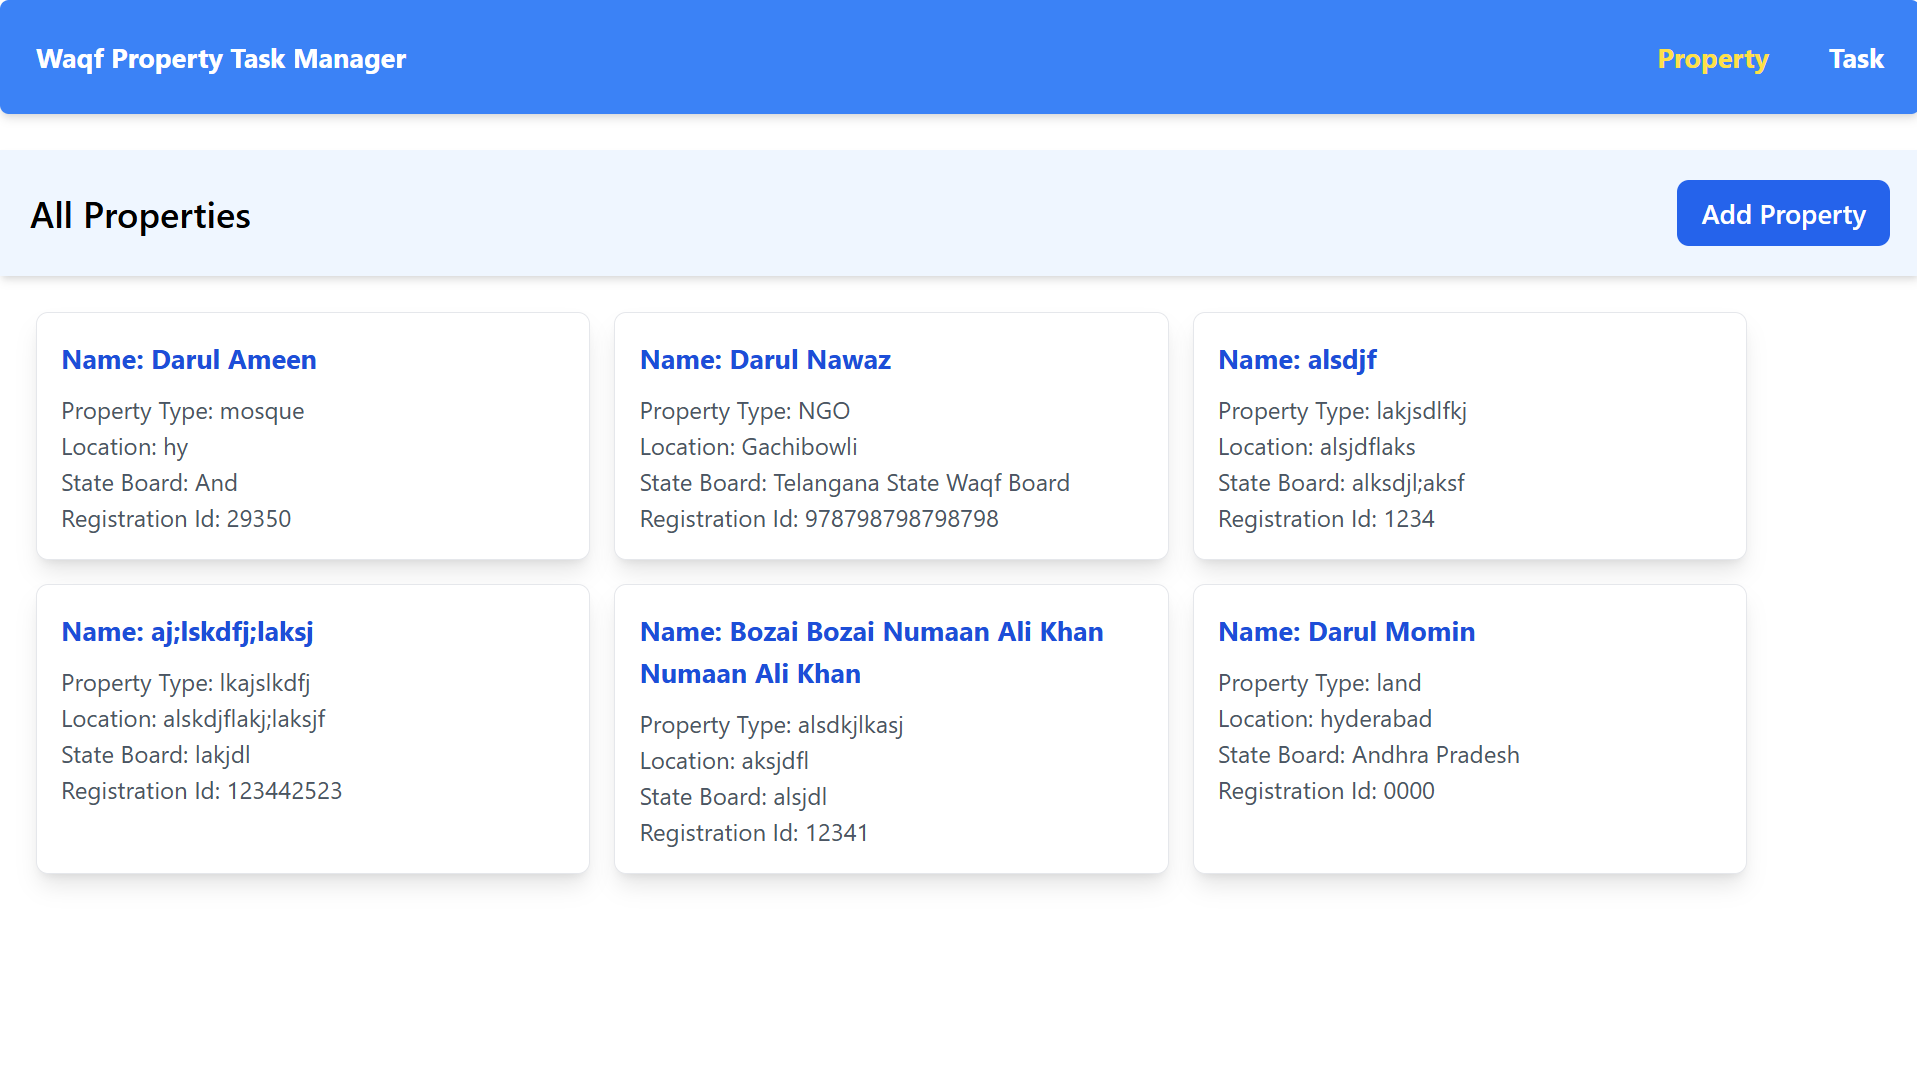 Waqf Property Task Manager
Property
Task
All Properties
Add Property
Name: Darul Ameen
Property Type: mosque
Location: hy
State Board: And
Registration Id: 29350
Name: Darul Nawaz
Property Type: NGO
Location: Gachibowli
State Board: Telangana State Waqf Board
Registration Id: 978798798798798
Name: alsdjf
Property Type: lakjsdlfkj
Location: alsjdflaks
State Board: alksdjl;aksf
Registration Id: 1234
Name: aj;lskdfj;laksj
Property Type: lkajslkdfj
Location: alskdjflakj;laksjf
State Board: lakjdl
Registration Id: 123442523
Name: Bozai Bozai Numaan Ali Khan
Numaan Ali Khan
Property Type: alsdkjlkasj
Location: aksjdfl
State Board: alsjdl
Registration Id: 12341
Name: Darul Momin
Property Type: land
Location: hyderabad
State Board: Andhra Pradesh
Registration Id: 0000